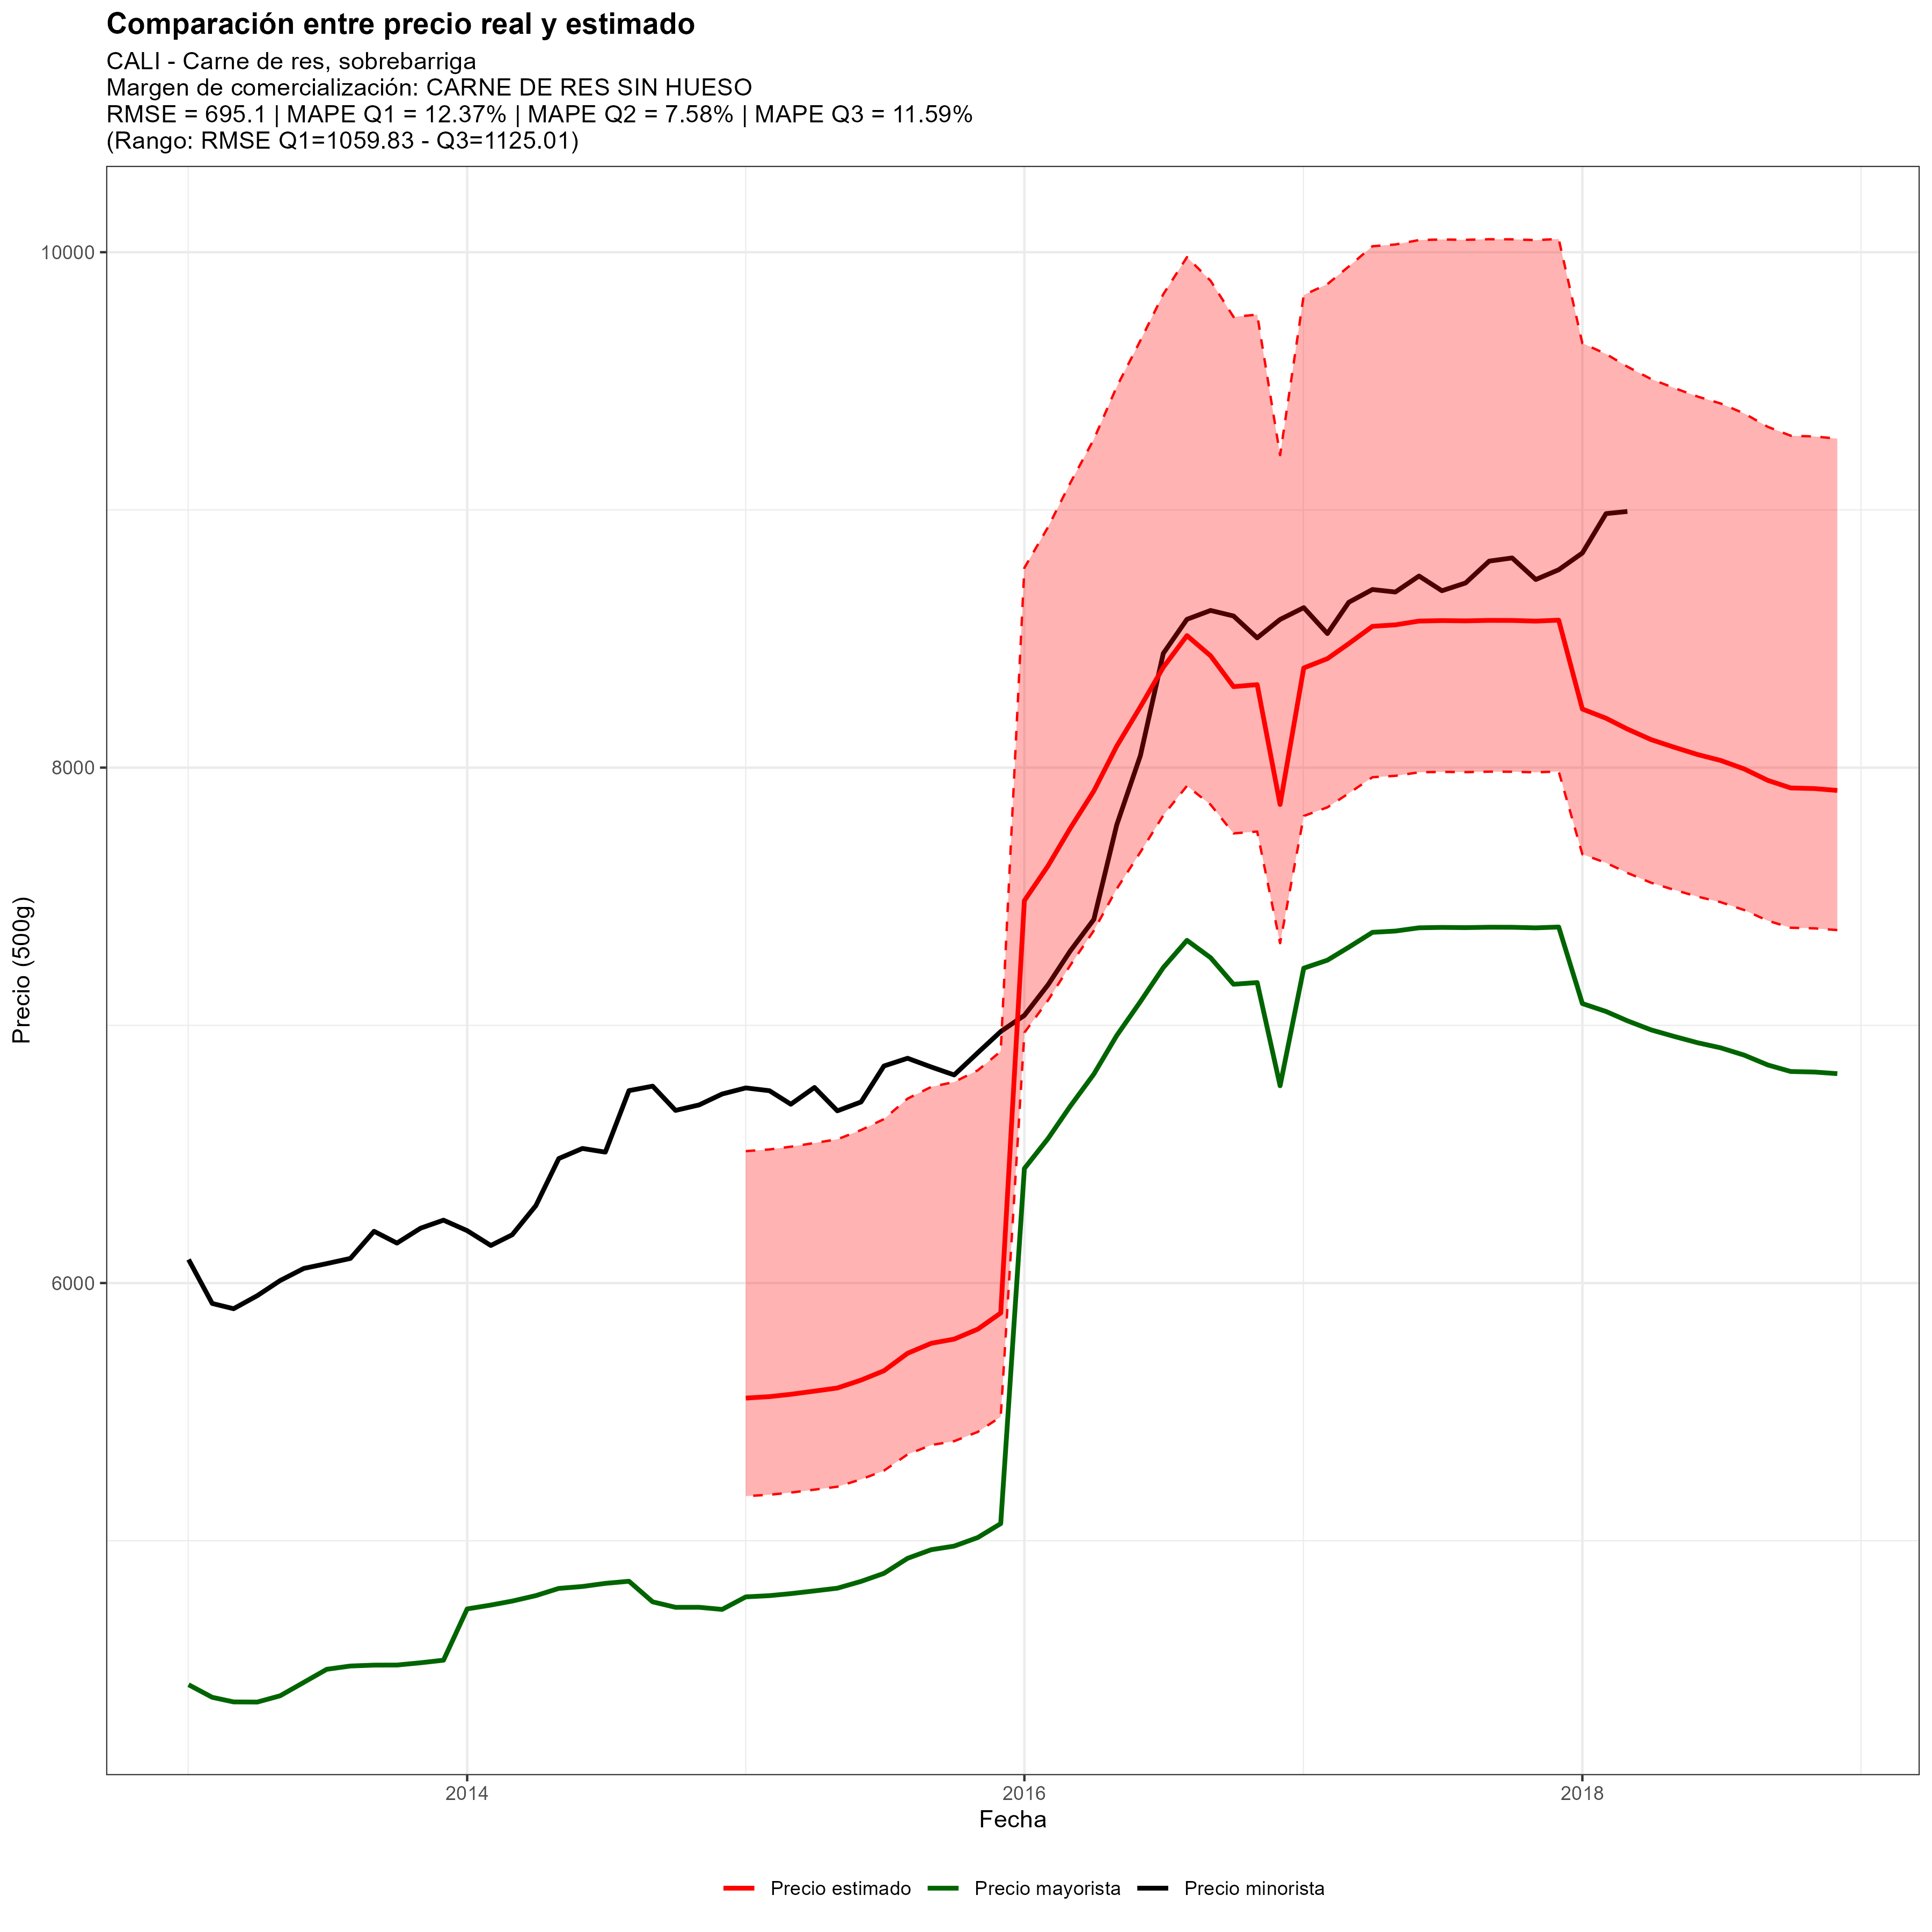 Comparación entre precio real y estimado
CALI - Carne de res, sobrebarriga
Margen de comercialización: CARNE DE RES SIN HUESO
RMSE = 695.1 | MAPE Q1 = 12.37% | MAPE Q2 = 7.58% | MAPE Q3 = 11.59%
(Rango: RMSE Q1=1059.83 - Q3=1125.01)
10000
8000
6000
Precio (500g)
2014
2016
2018
Fecha
Precio estimado
Precio mayorista
Precio minorista